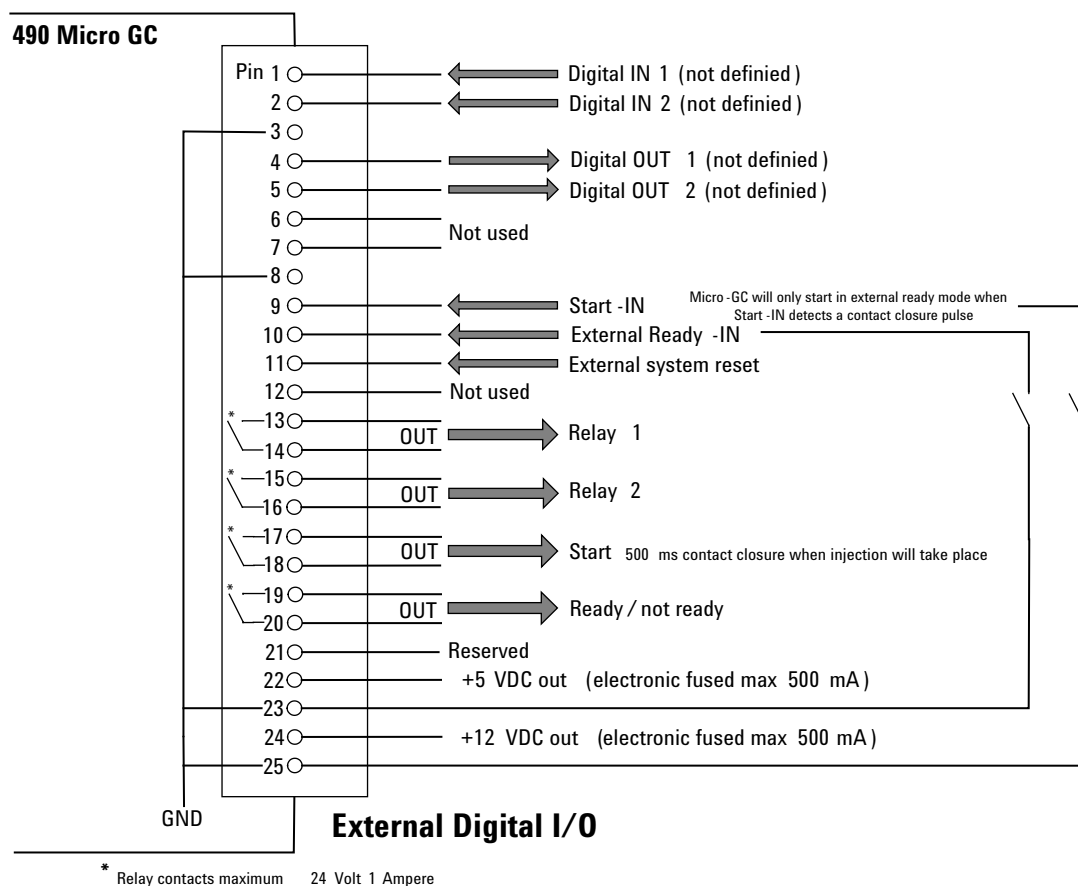 490 Micro GC
Pin 1 Digital IN 1 (not definied)
2 Digital IN 2 (not definied)
3
4 Digital OUT 1 (not definied)
5 Digital OUT 2 (not definied)
6
Not used
7
8
9 Start -IN Micro -GC will only start in external ready mode when
Start -IN detects a contact closure pulse
10 External Ready -IN
11 External system reset
12 Not used
* 13
OUT Relay 1
14
* 15
OUT Relay 2
16
* 17
OUT Start 500 ms contact closure when injection will take place
18
* 19
OUT Ready / not ready
20
21 Reserved
22 +5 VDC out (electronic fused max 500 mA)
23
24 +12 VDC out (electronic fused max 500 mA)
25
GND
External Digital I/O
* Relay contacts maximum 24 Volt 1 Ampere